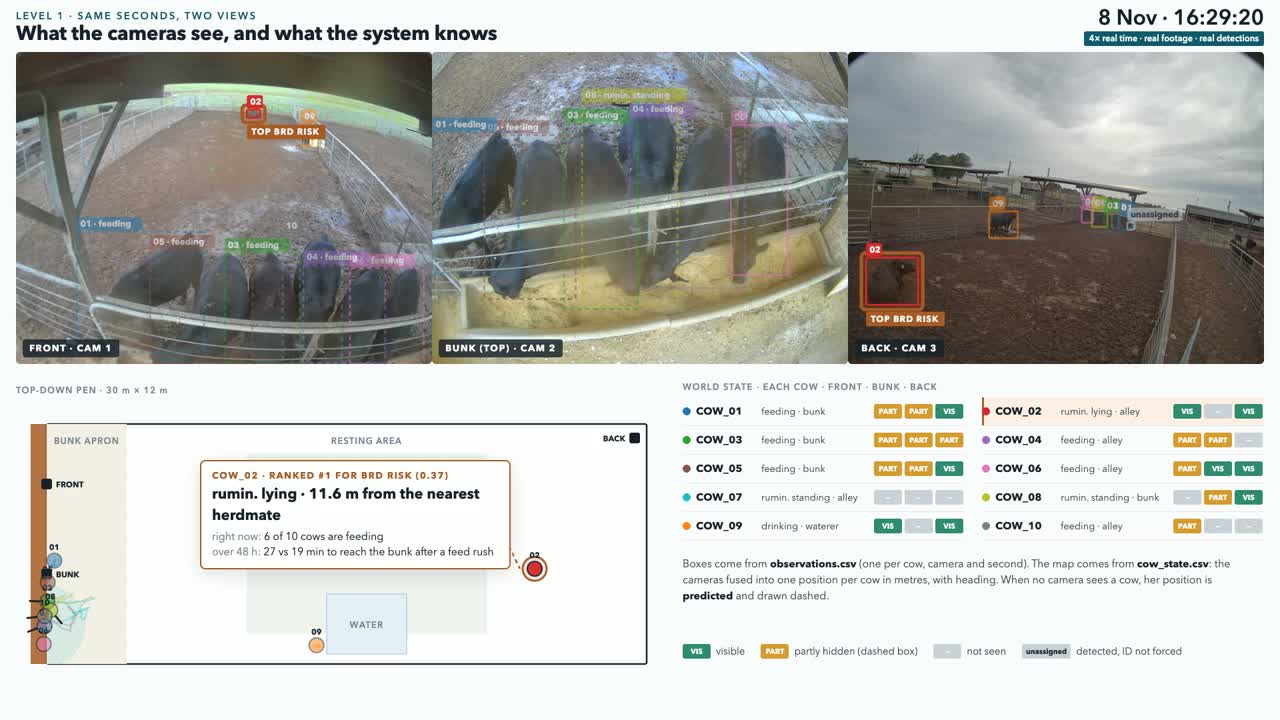 LEVEL 1 · SAME SECONDS, TWO VIEWS
What the cameras see, and what the system knows
8 Nov · 16:29:20
4× real time · real footage · real detections
02
09
TOP BRD RISK
01 · feeding
10
05 · feeding
03 · feeding
04 · feeding
feeding
FRONT · CAM 1
08 · rumin. standing
04 · feeding
03 · feeding
01 · feeding
05 · feeding
06
BUNK (TOP) · CAM 2
09
03
01
unassigned
02
TOP BRD RISK
BACK · CAM 3
TOP-DOWN PEN · 30 m × 12 m
BUNK APRON
RESTING AREA
BACK
FRONT
COW_02 · RANKED #1 FOR BRD RISK (0.37)
rumin. lying · 11.6 m from the nearest
herdmate
right now: 6 of 10 cows are feeding
over 48 h: 27 vs 19 min to reach the bunk after a feed rush
01
BUNK
02
09
WATER
WORLD STATE · EACH COW · FRONT · BUNK · BACK
COW_01 feeding · bunk PART PART VIS
COW_02 rumin. lying · alley VIS – VIS
COW_03 feeding · bunk PART PART PART
COW_04 feeding · alley PART PART –
COW_05 feeding · bunk PART PART VIS
COW_06 feeding · alley PART VIS VIS
COW_07 rumin. standing · alley – – –
COW_08 rumin. standing · bunk – PART VIS
COW_09 drinking · waterer VIS – VIS
COW_10 feeding · alley PART – –
Boxes come from observations.csv (one per cow, camera and second). The map comes from cow_state.csv: the
cameras fused into one position per cow in metres, with heading. When no camera sees a cow, her position is
predicted and drawn dashed.
VIS visible PART partly hidden (dashed box) – not seen unassigned detected, ID not forced